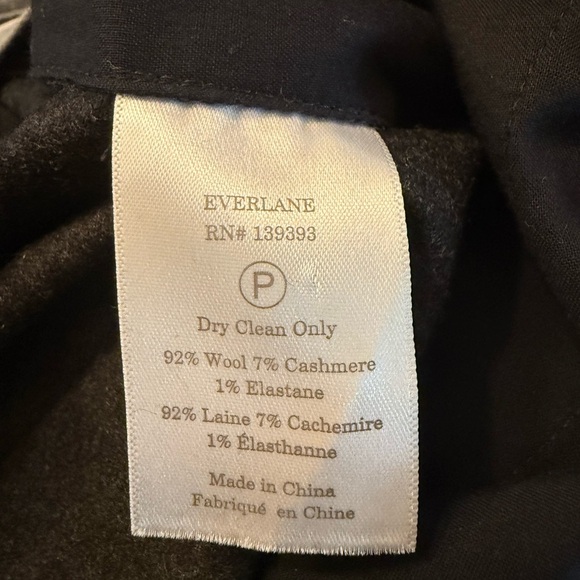 EVERLANE
RN# 139393
P
Dry Clean Only
92% Wool 7% Cashmere
1% Elastane
92% Laine 7% Cachemire
1% Élasthanne
Made in China
Fabriqué en Chine